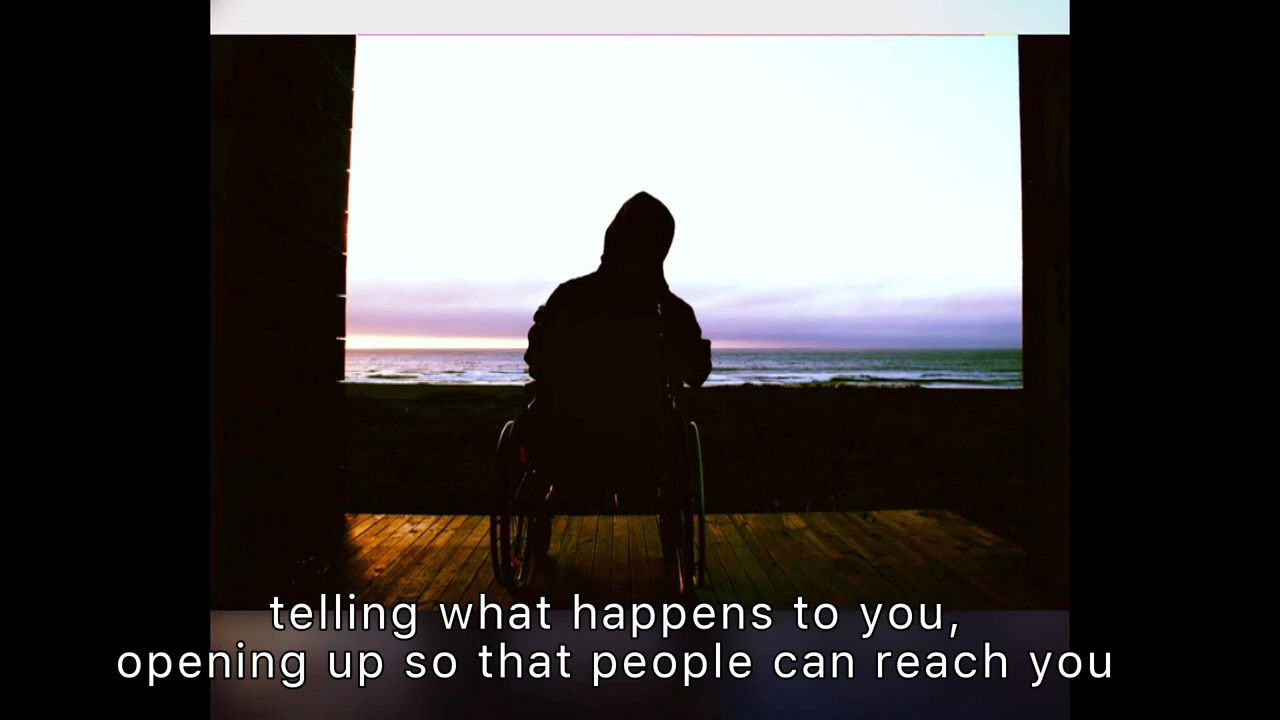 telling what happens to you,
opening up so that people can reach you